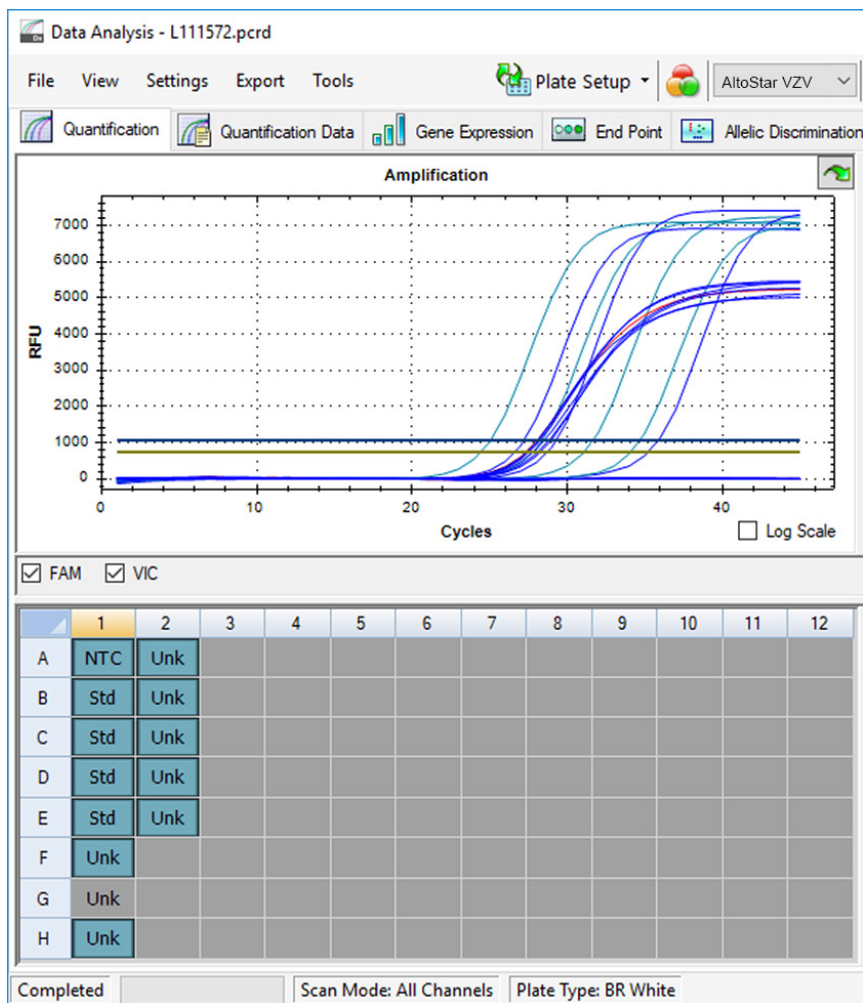 Data Analysis - L111572.pcrd
File View Settings Export Tools Plate Setup AltoStar VZV
Quantification Quantification Data Gene Expression End Point Allelic Discrimination
Amplification
7000
6000
5000
4000
3000
2000
1000
0
RFU
0 10 20 30 40
Cycles
Log Scale
FAM VIC
1 2 3 4 5 6 7 8 9 10 11 12
A NTC Unk
B Std Unk
C Std Unk
D Std Unk
E Std Unk
F Unk
G Unk
H Unk
Completed Scan Mode: All Channels Plate Type: BR White